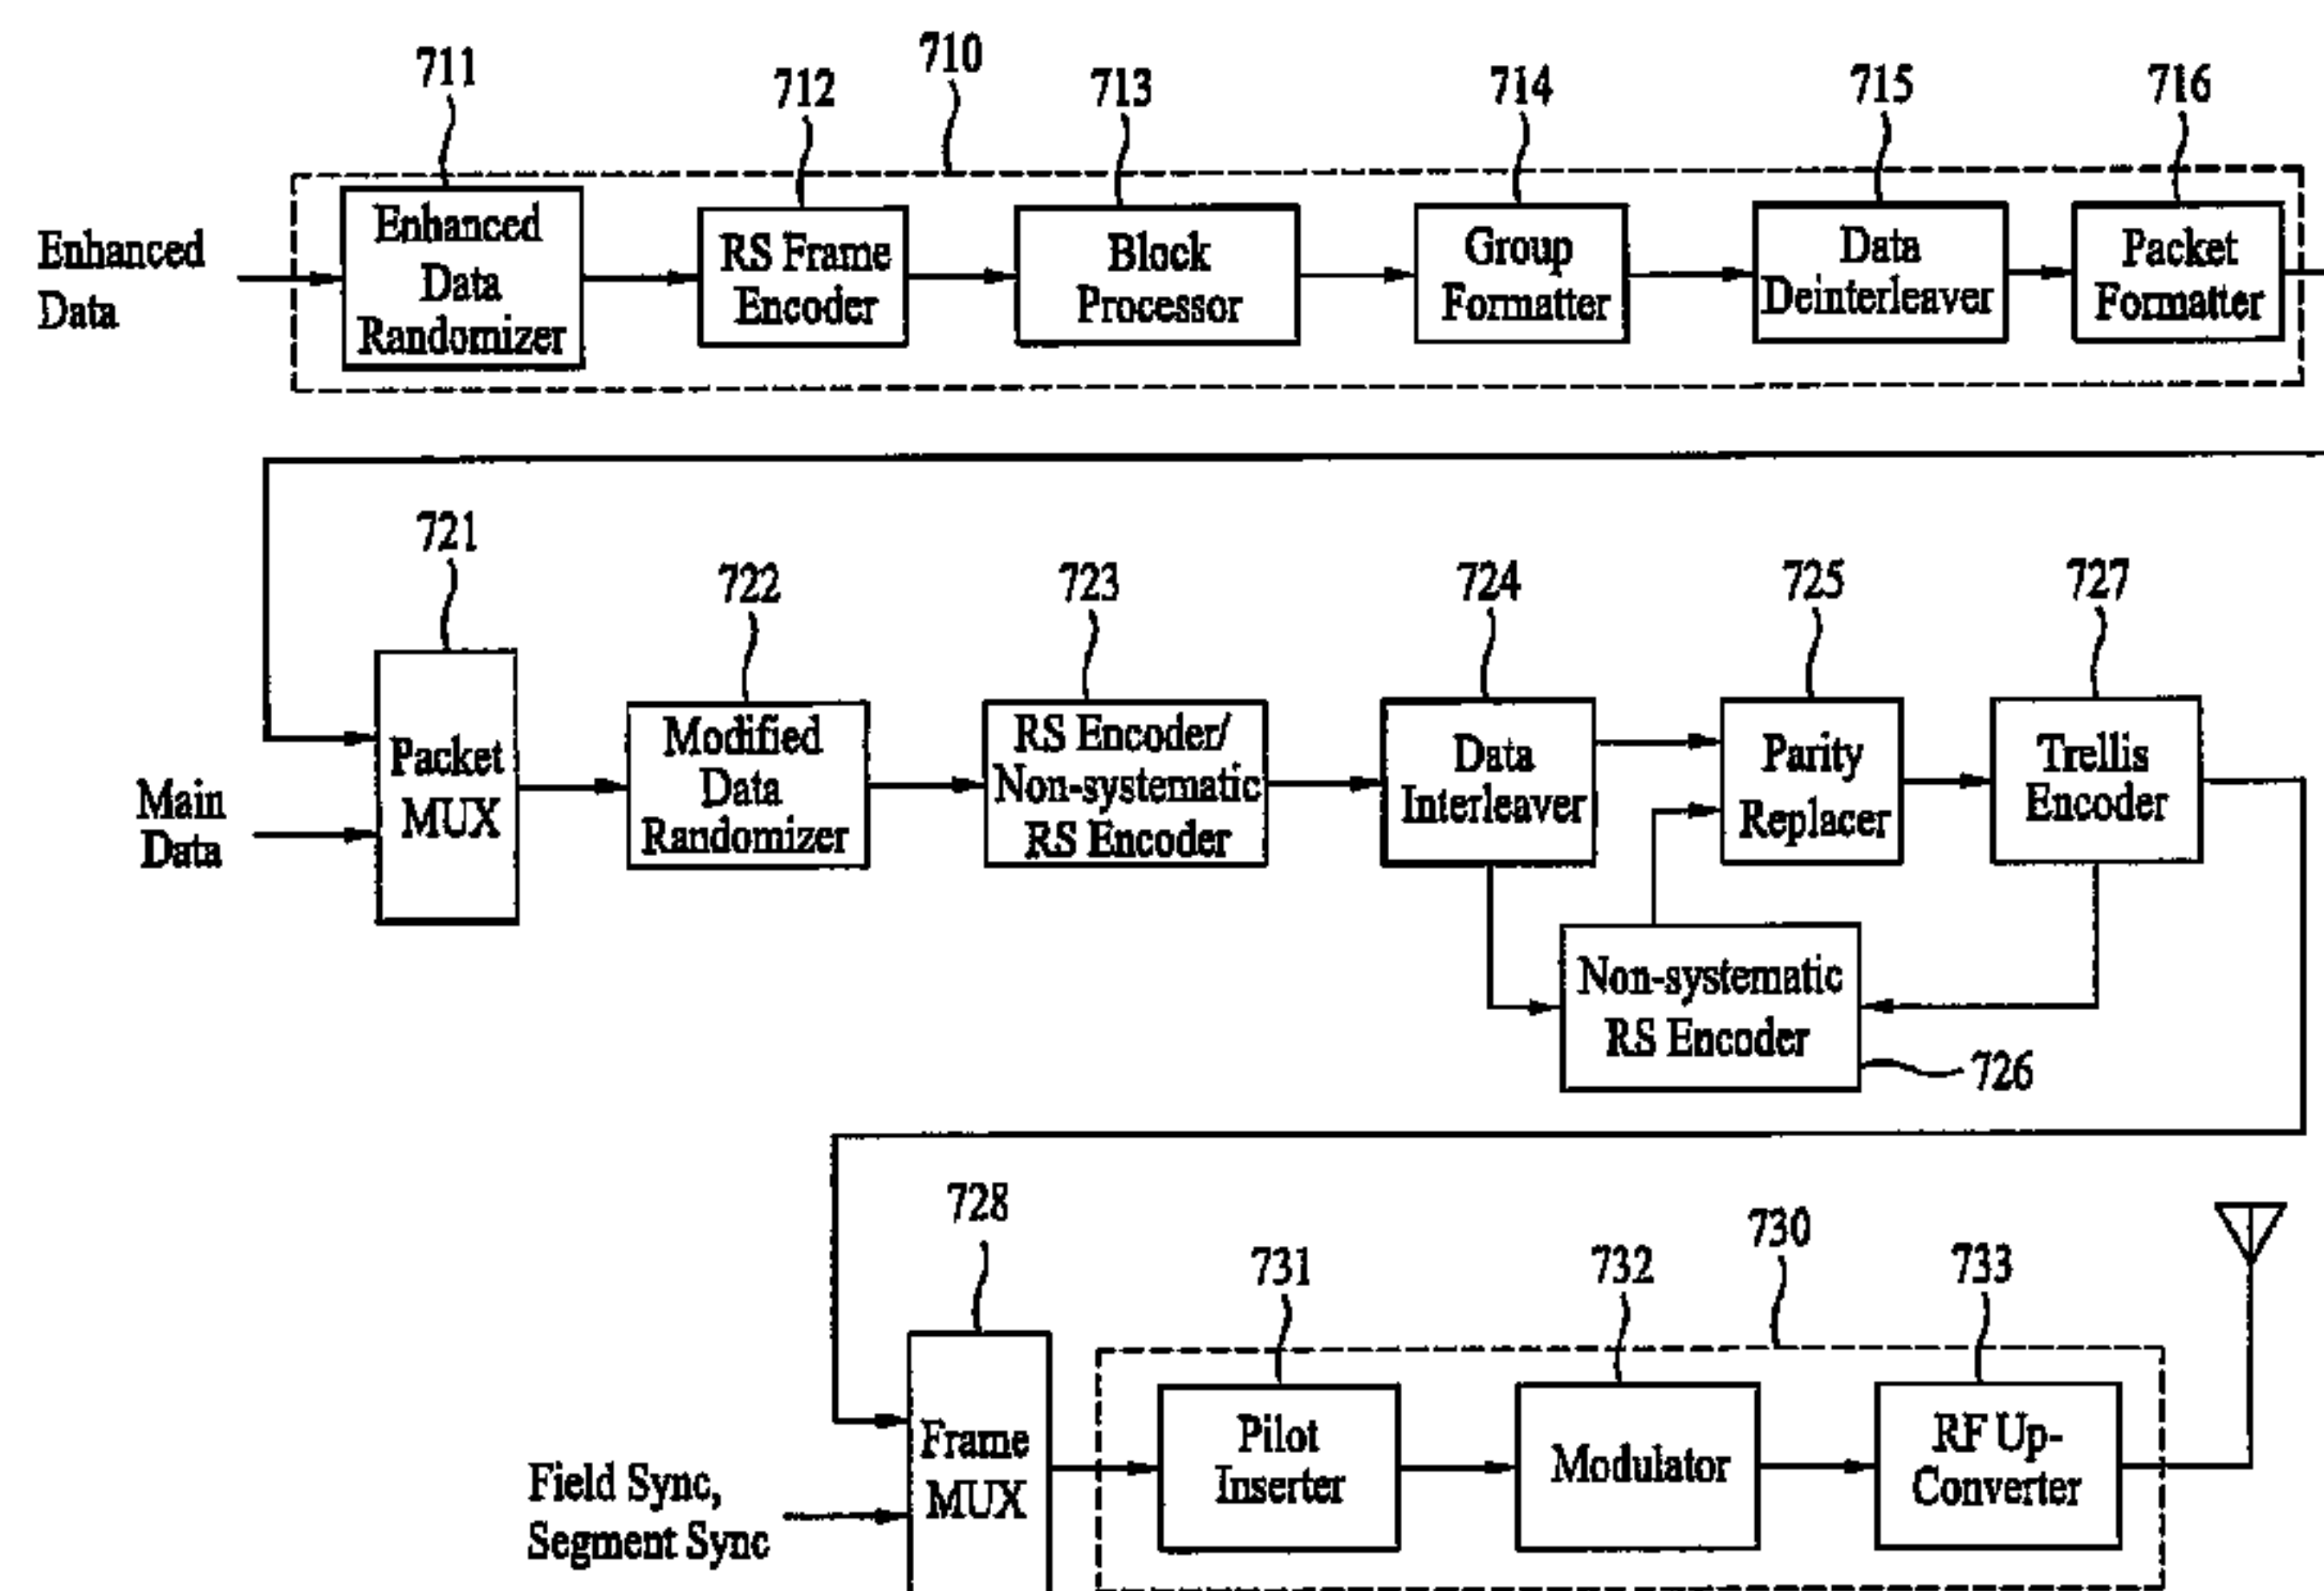 711
712
710
713
714
715
716
Enhanced
Data
Enhanced
Data
Randomizer
RS Frame
Encoder
Block
Processor
Group
Formatter
Data
Deinterleaver
Packet
Formatter
721
722
723
724
725
727
Main
Data
Packet
MUX
Modified
Data
Randomizer
RS Encoder/
Non-systematic
RS Encoder
Data
Interleaver
Parity
Replacer
Trellis
Encoder
Non-systematic
RS Encoder
726
728
731
732
730
733
Field Sync,
Segment Sync
Frame
MUX
Pilot
Inserter
Modulator
RF Up-
Converter